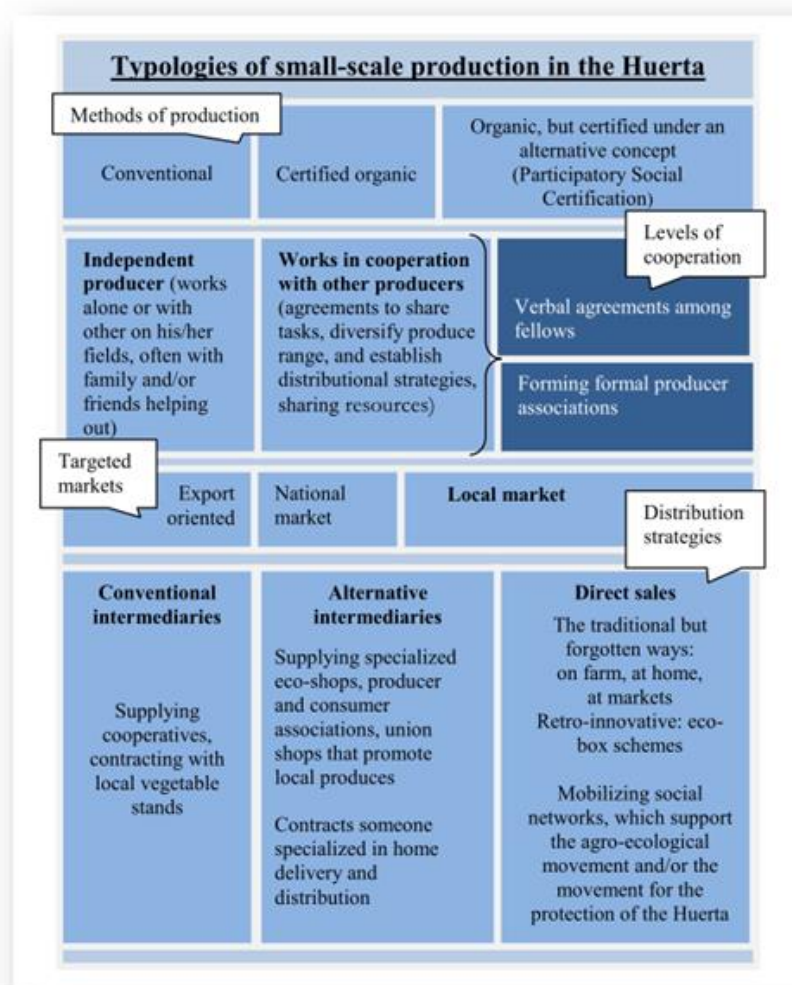 Typologies of small-scale production in the Huerta
Methods of production
Conventional
Certified organic
Organic, but certified under an
alternative concept
(Participatory Social
Certification)
Levels of
cooperation
Independent
producer (works
alone or with
other on his/her
fields, often with
family and/or
friends helping
out)
Works in cooperation
with other producers
(agreements to share
tasks, diversify produce
range, and establish
distributional strategies,
sharing resources)
Verbal agreements among
fellows
Forming formal producer
associations
Targeted
markets
Export
oriented
National
market
Local market
Distribution
strategies
Conventional
intermediaries
Supplying
cooperatives,
contracting with
local vegetable
stands
Alternative
intermediaries
Supplying specialized
eco-shops, producer
and consumer
associations, union
shops that promote
local produces
Contracts someone
specialized in home
delivery and
distribution
Direct sales
The traditional but
forgotten ways:
on farm, at home,
at markets
Retro-innovative: eco-
box schemes
Mobilizing social
networks, which support
the agro-ecological
movement and/or the
movement for the
protection of the Huerta